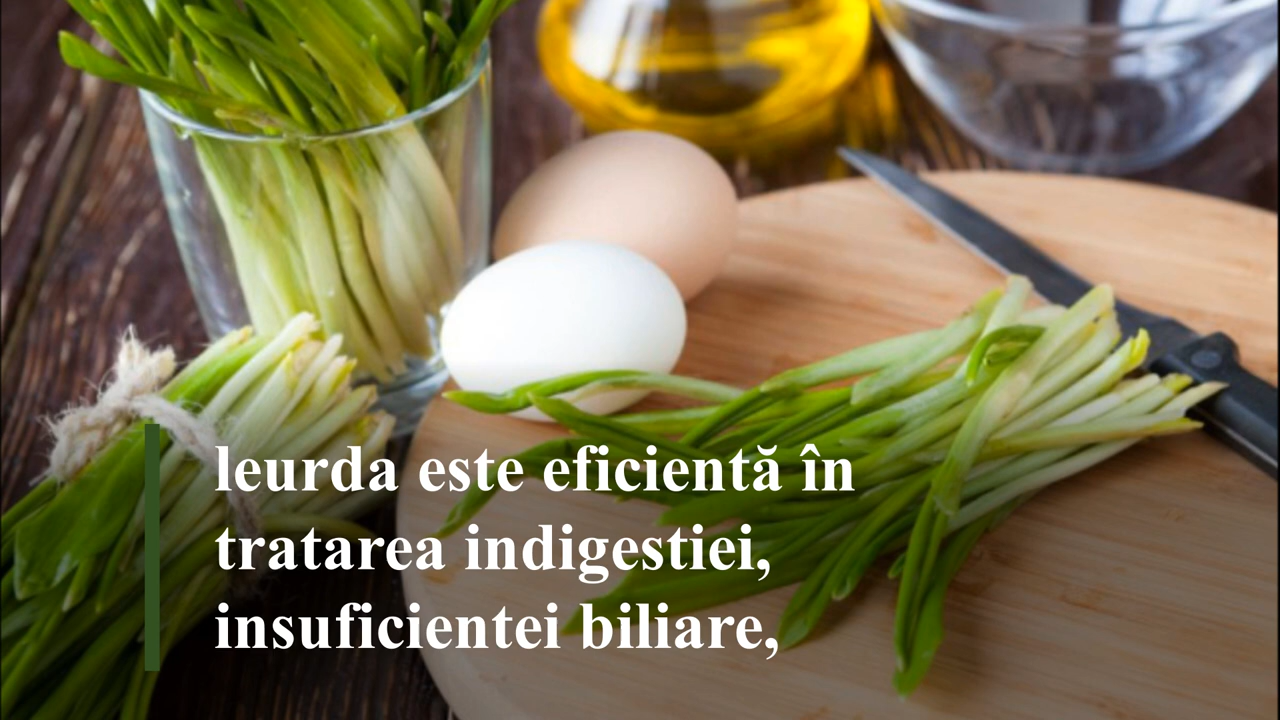 leurda este eficientă în
tratarea indigestiei,
insuficientei biliare,